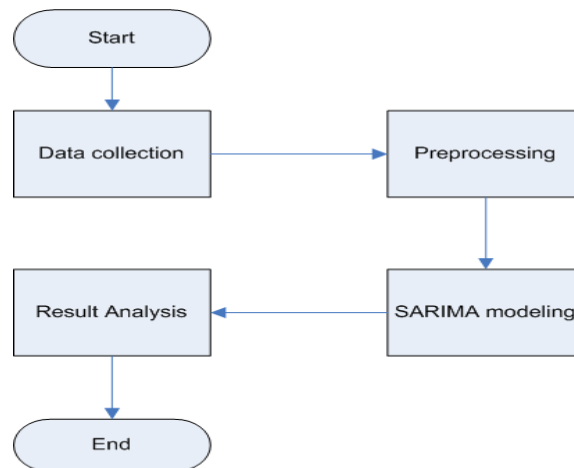 Start
Data collection
Preprocessing
SARIMA modeling
Result Analysis
End